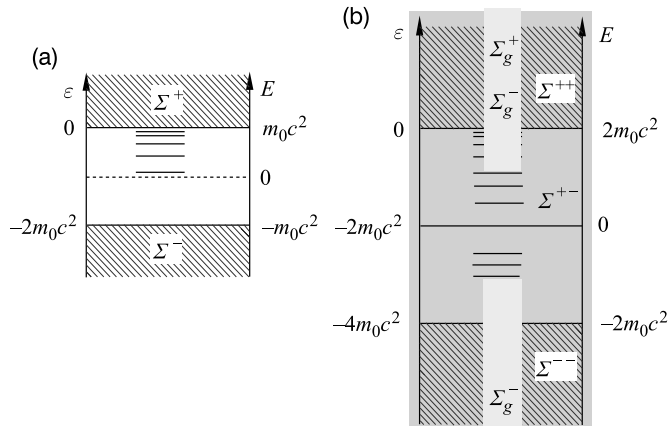 (a)
ε E
Σ⁺
0 m₀c²
0
−2m₀c² −m₀c²
Σ⁻
(b)
ε E
Σg⁺
Σg⁻ Σ⁺⁺
0 2m₀c²
Σ⁺⁻
−2m₀c² 0
−4m₀c² −2m₀c²
Σ⁻⁻
Σg⁻